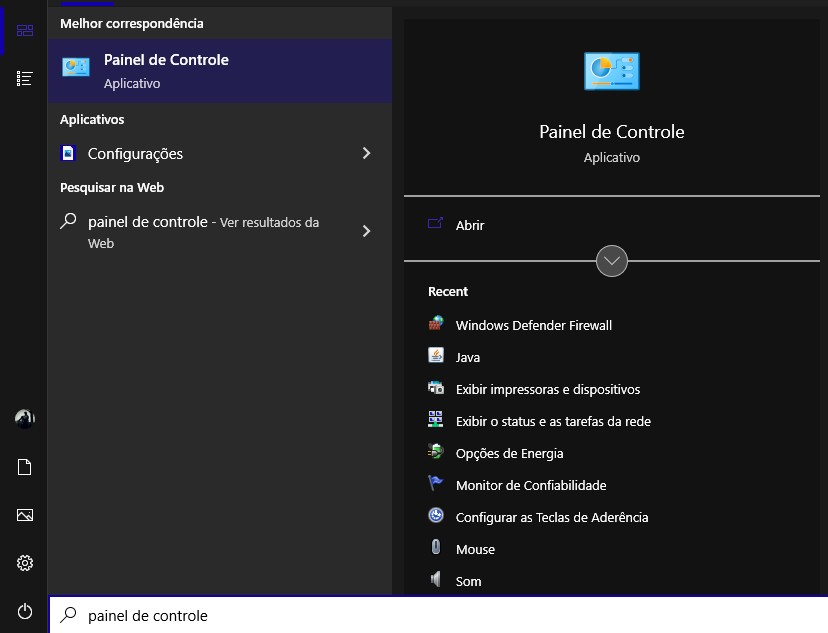 Melhor correspondência
Painel de Controle
Aplicativo
Aplicativos
Configurações
Pesquisar na Web
painel de controle - Ver resultados da
Web
Painel de Controle
Aplicativo
Abrir
Recent
Windows Defender Firewall
Java
Exibir impressoras e dispositivos
Exibir o status e as tarefas da rede
Opções de Energia
Monitor de Confiabilidade
Configurar as Teclas de Aderência
Mouse
Som
painel de controle